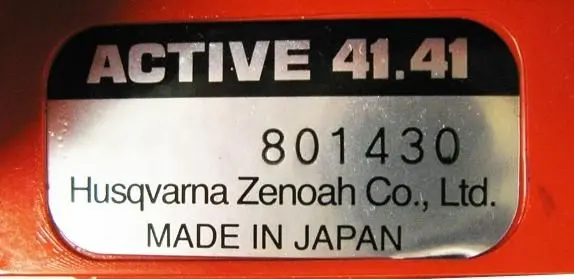 ACTIVE 41.41
801430
Husqvarna Zenoah Co., Ltd.
MADE IN JAPAN